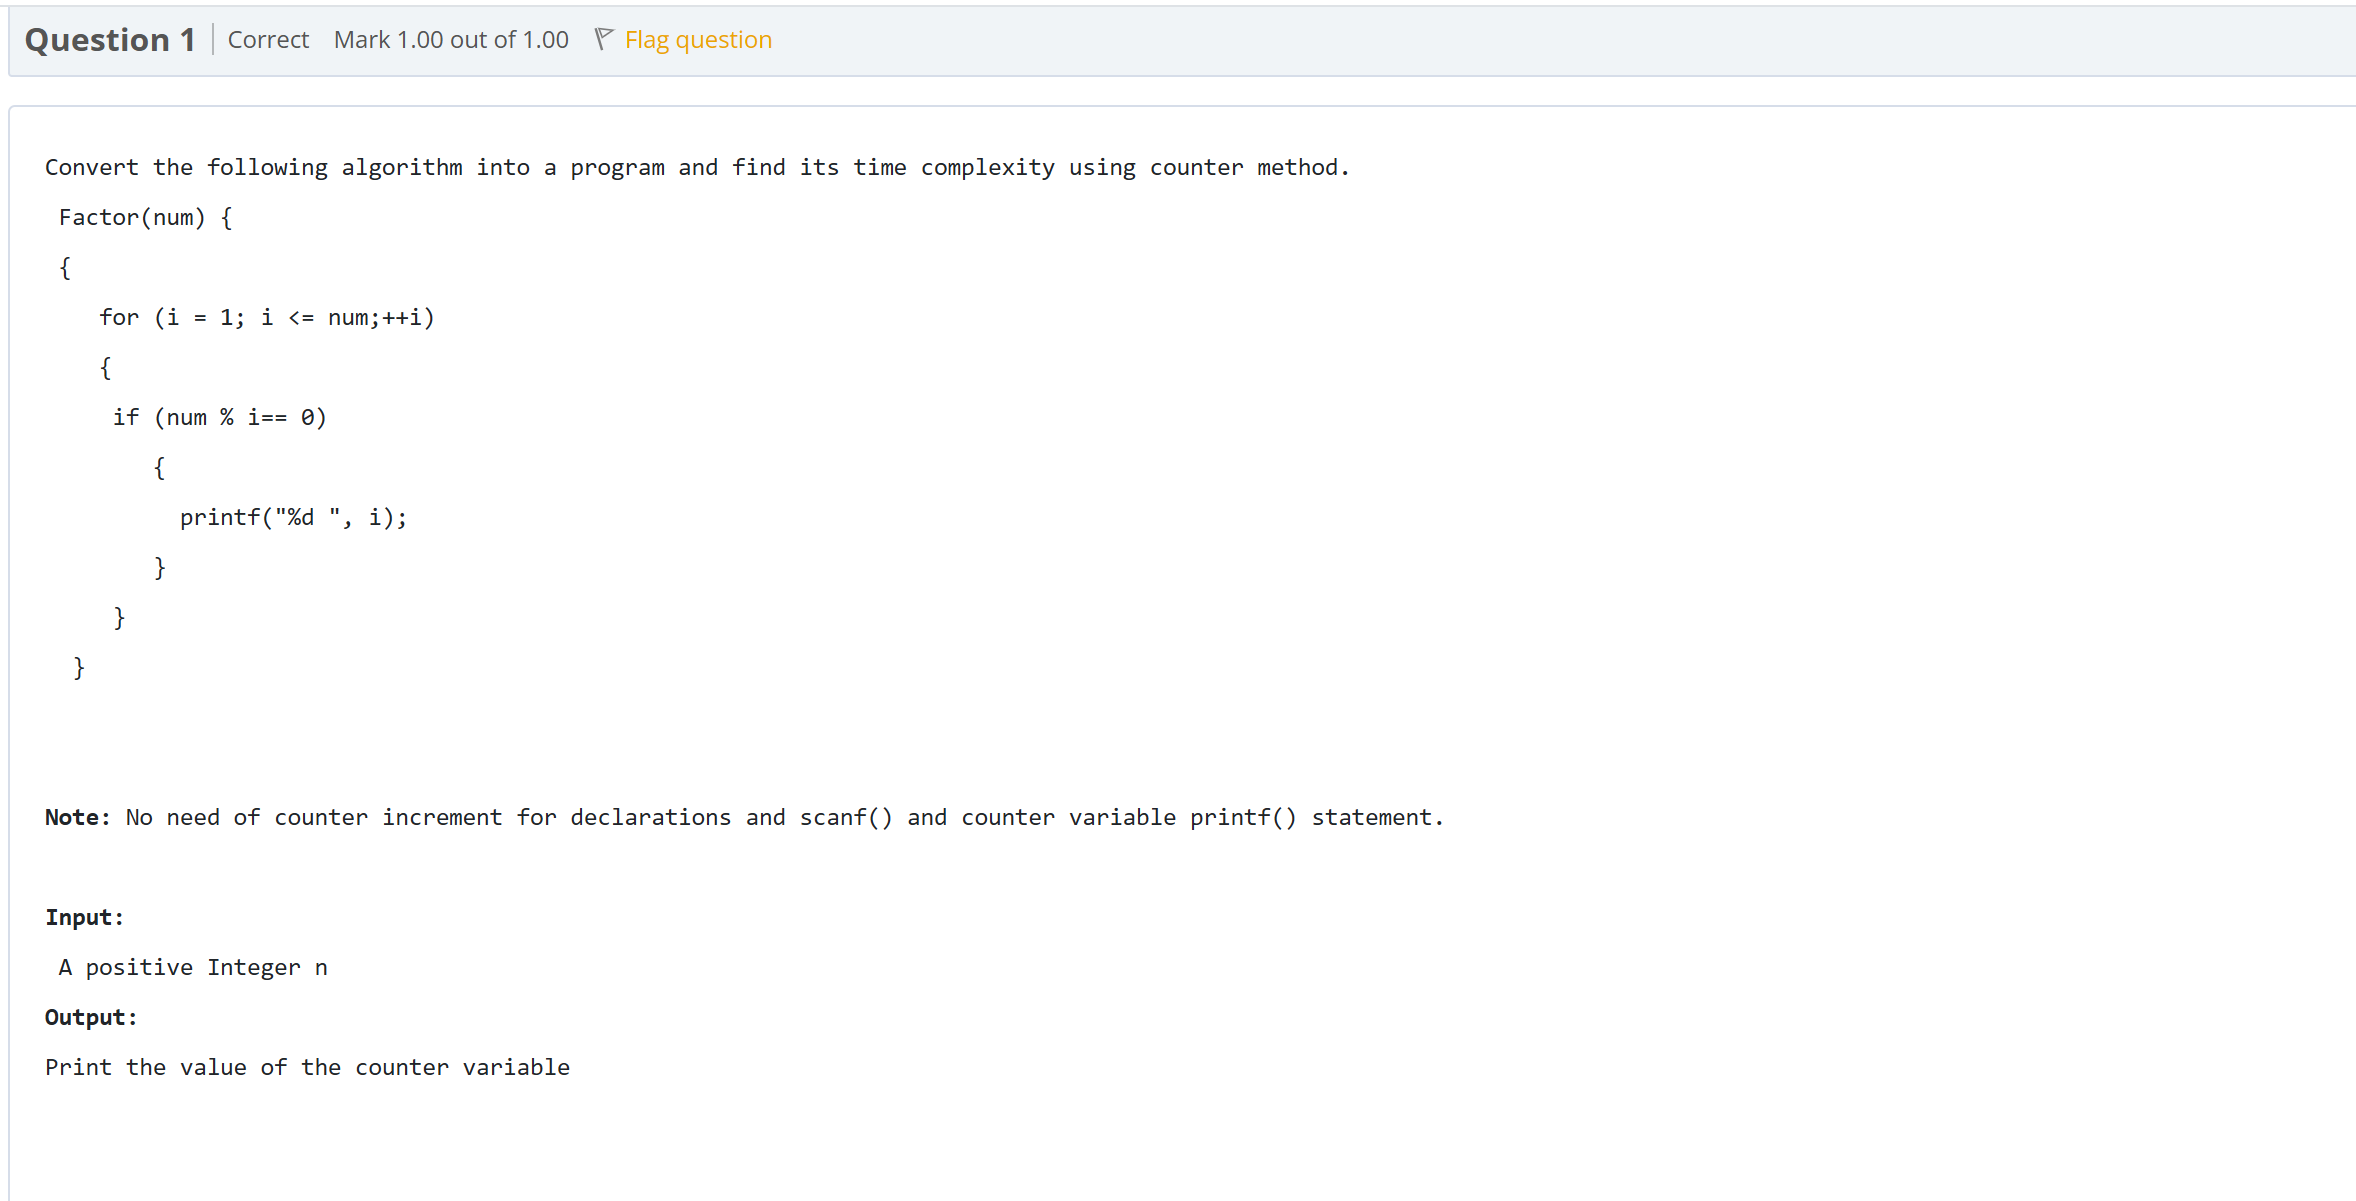 Question 1 Correct Mark 1.00 out of 1.00 Flag question
Convert the following algorithm into a program and find its time complexity using counter method.
Factor(num) {
{
for (i = 1; i <= num;++i)
{
if (num % i== 0)
{
printf("%d ", i);
}
}
}
Note: No need of counter increment for declarations and scanf() and counter variable printf() statement.
Input:
A positive Integer n
Output:
Print the value of the counter variable